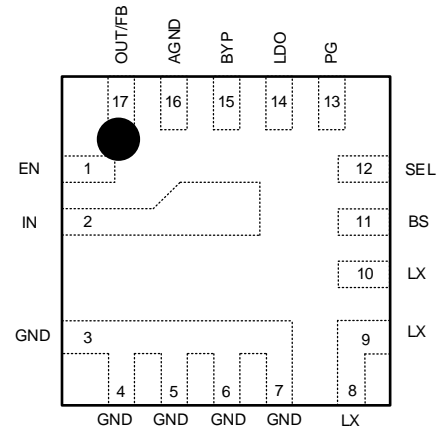 OUT/FB AGND BYP LDO PG
17 16 15 14 13
EN 1 12 SEL
IN 2 11 BS
10 LX
GND 3 9 LX
4 5 6 7 8
GND GND GND GND LX